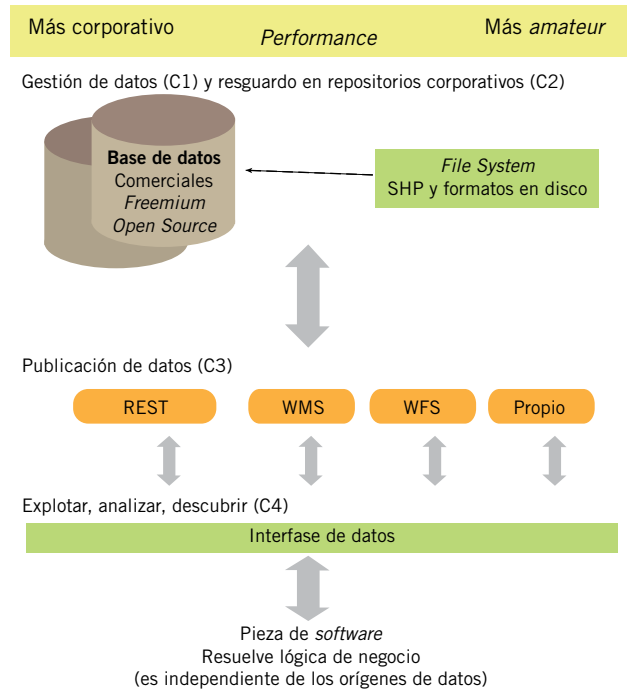 Más corporativo
Performance
Más amateur
Gestión de datos (C1) y resguardo en repositorios corporativos (C2)
Base de datos
Comerciales
Freemium
Open Source
File System
SHP y formatos en disco
Publicación de datos (C3)
REST
WMS
WFS
Propio
Explotar, analizar, descubrir (C4)
Interfase de datos
Pieza de software
Resuelve lógica de negocio
(es independiente de los orígenes de datos)